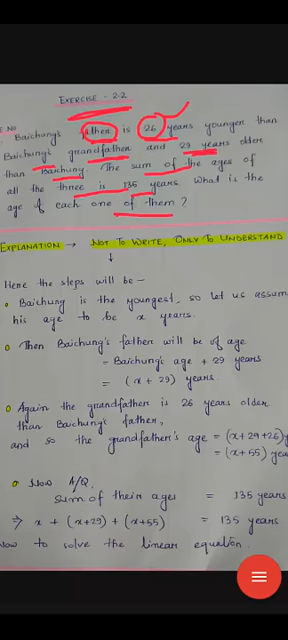 EXERCISE - 2.2
Baichung's father is 26 years younger than
Baichung's grandfather and 29 years older
than Baichung. The sum of the ages of
all the three is 135 years. What is the
age of each one of them ?
EXPLANATION → NOT TO WRITE, ONLY TO UNDERSTAND
↓
Here the steps will be -
• Baichung is the youngest, so let us assum
his age to be x years.
Then Baichung's father will be of age
= Baichung's age + 29 years
= (x + 29) years
Again the grandfather is 26 years older
than Baichung's father,
and so the grandfather's age = (x+29+26)y
= (x+55) yea
Now A/Q,
Sum of their ages = 135 years
⇒ x + (x+29) + (x+55) = 135 years
Now to solve the linear equation.